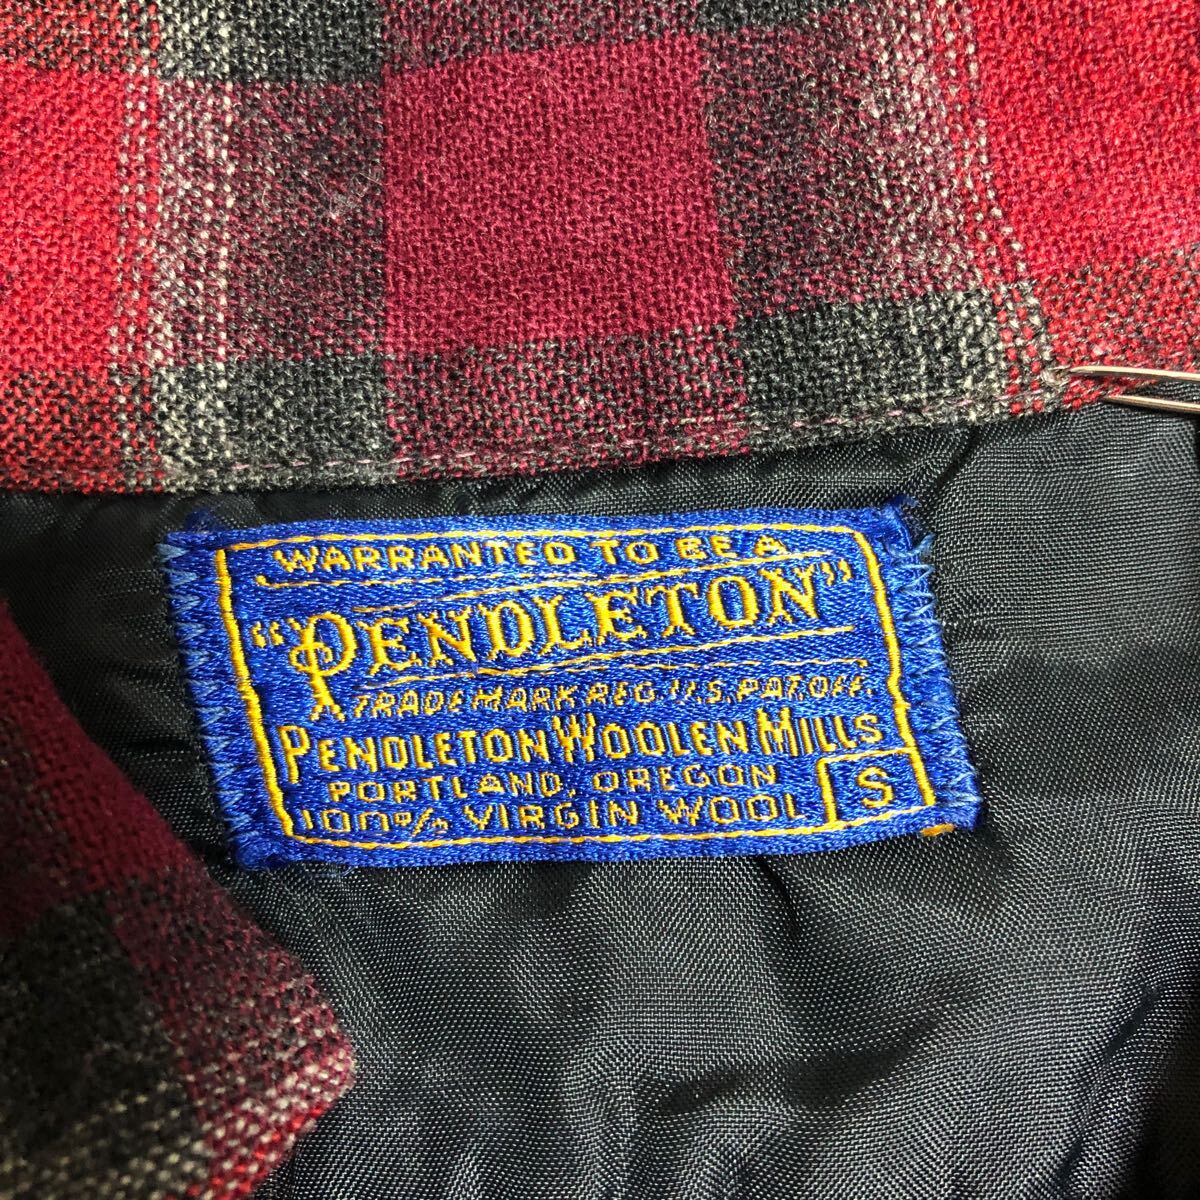 WARRANTED TO BE A
"PENDLETON"
TRADE MARK REG. U.S. PAT. OFF.
PENDLETON WOOLEN MILLS
PORTLAND, OREGON
100% VIRGIN WOOL S